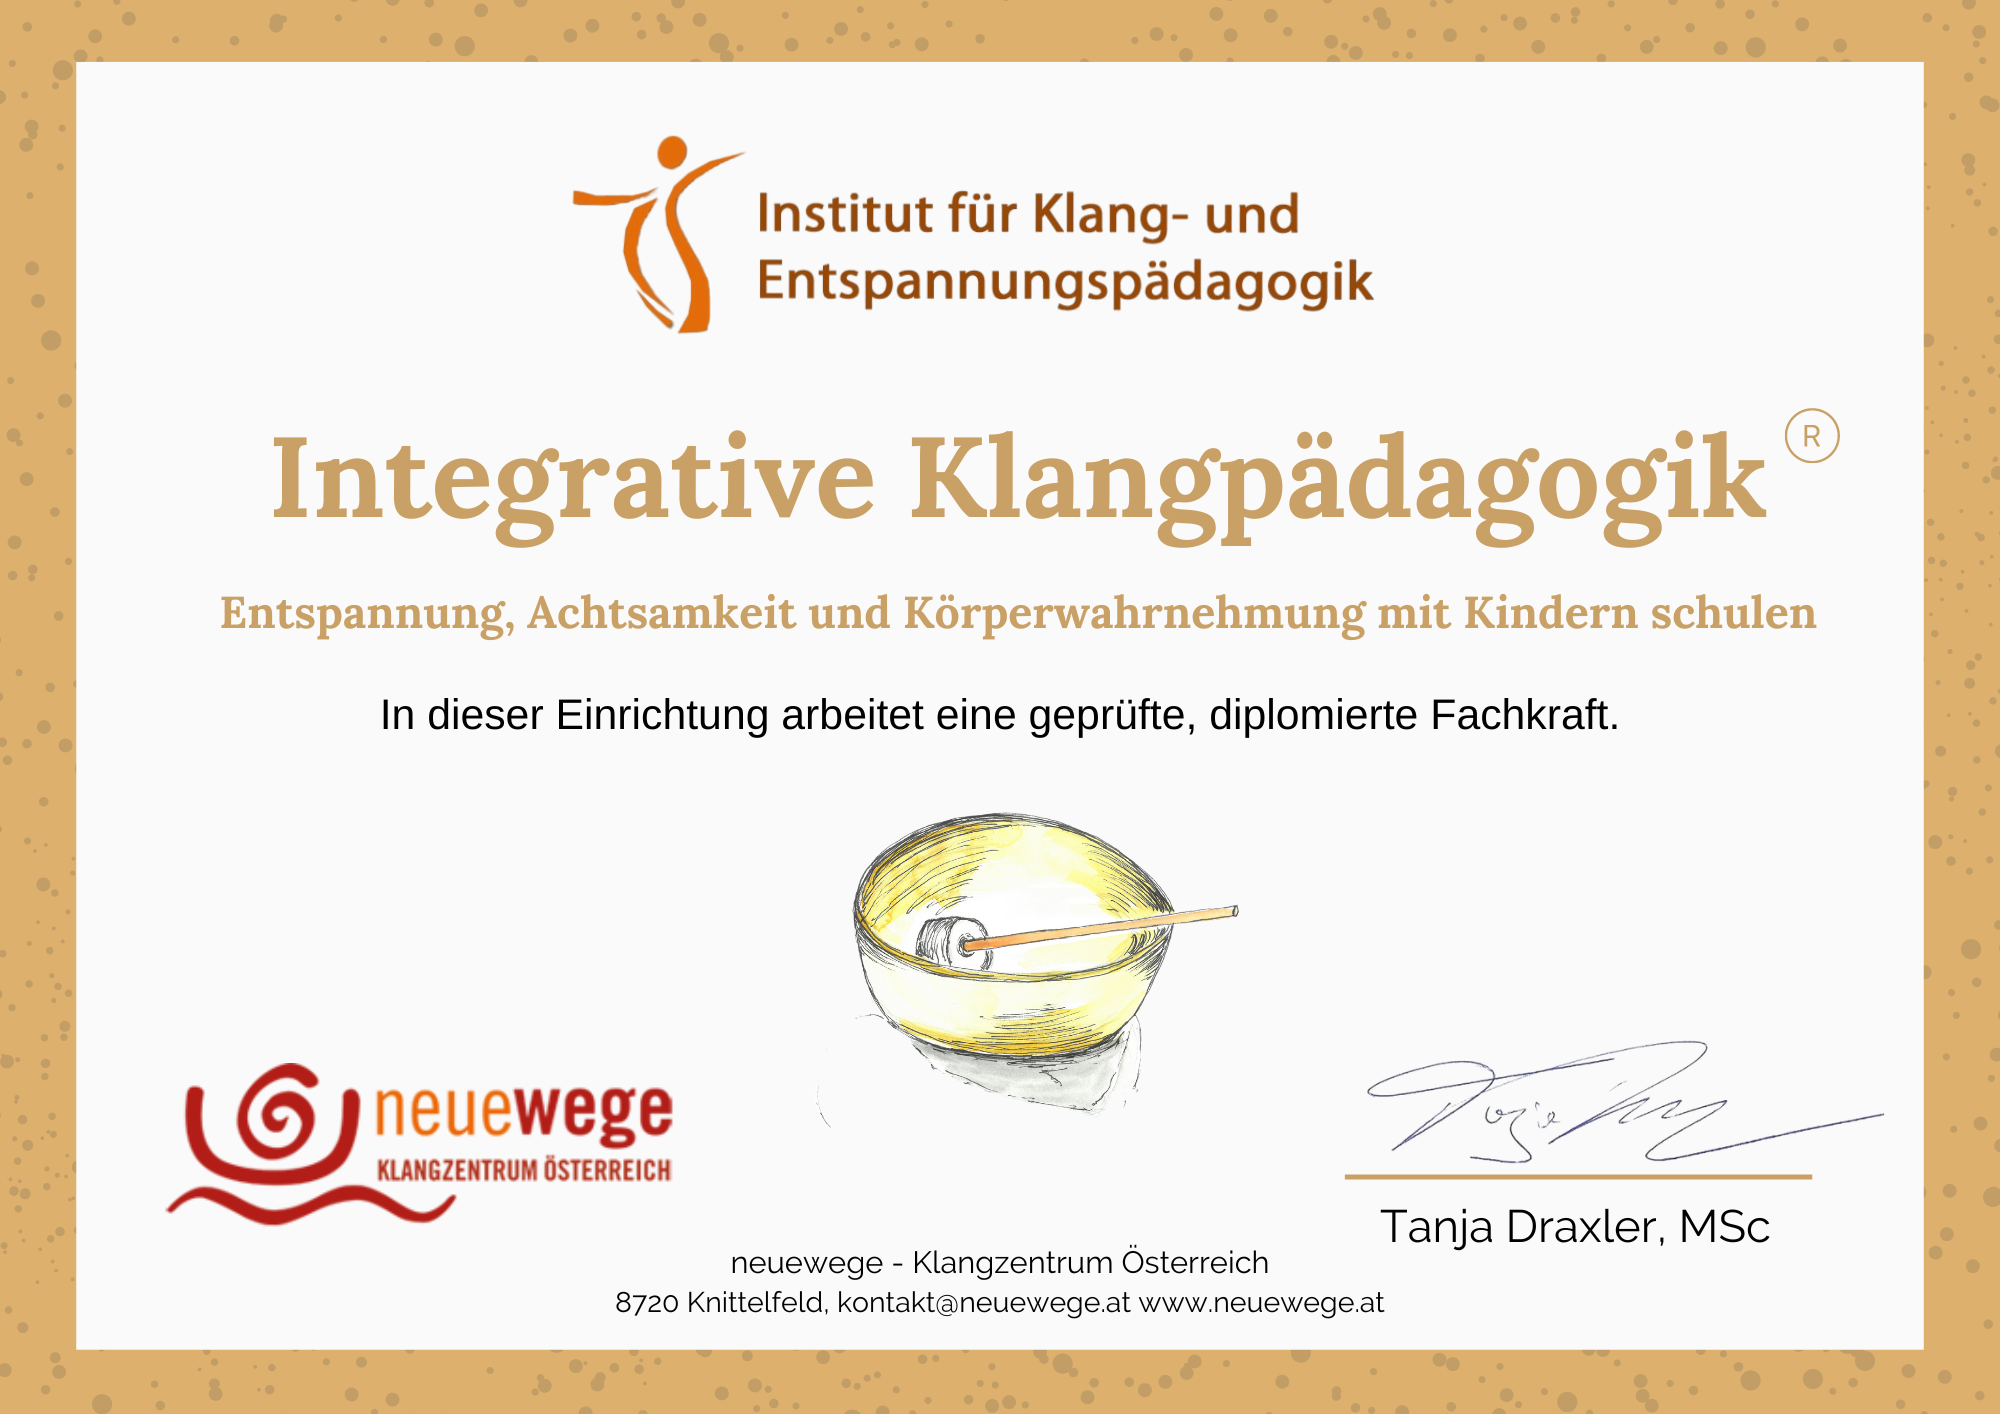 Institut für Klang- und
Entspannungspädagogik
Integrative Klangpädagogik ®
Entspannung, Achtsamkeit und Körperwahrnehmung mit Kindern schulen
In dieser Einrichtung arbeitet eine geprüfte, diplomierte Fachkraft.
neuewege
KLANGZENTRUM ÖSTERREICH
Tanja Draxler, MSc
neuewege - Klangzentrum Österreich
8720 Knittelfeld, kontakt@neuewege.at www.neuewege.at